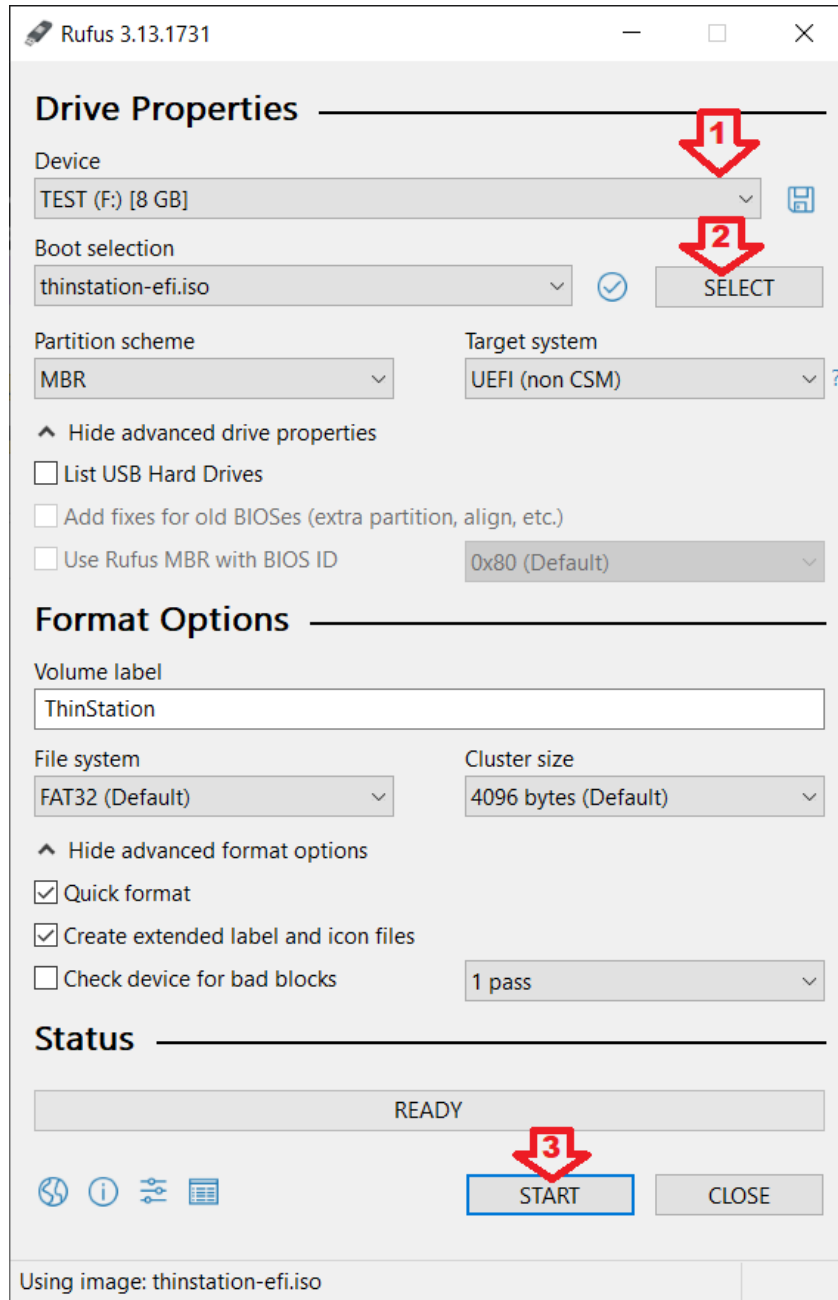 Rufus 3.13.1731
Drive Properties
1
Device
TEST (F:) [8 GB]
2
Boot selection
thinstation-efi.iso
SELECT
Partition scheme Target system
MBR UEFI (non CSM) ?
Hide advanced drive properties
List USB Hard Drives
Add fixes for old BIOSes (extra partition, align, etc.)
Use Rufus MBR with BIOS ID 0x80 (Default)
Format Options
Volume label
ThinStation
File system Cluster size
FAT32 (Default) 4096 bytes (Default)
Hide advanced format options
Quick format
Create extended label and icon files
Check device for bad blocks 1 pass
Status
READY
3
START CLOSE
Using image: thinstation-efi.iso